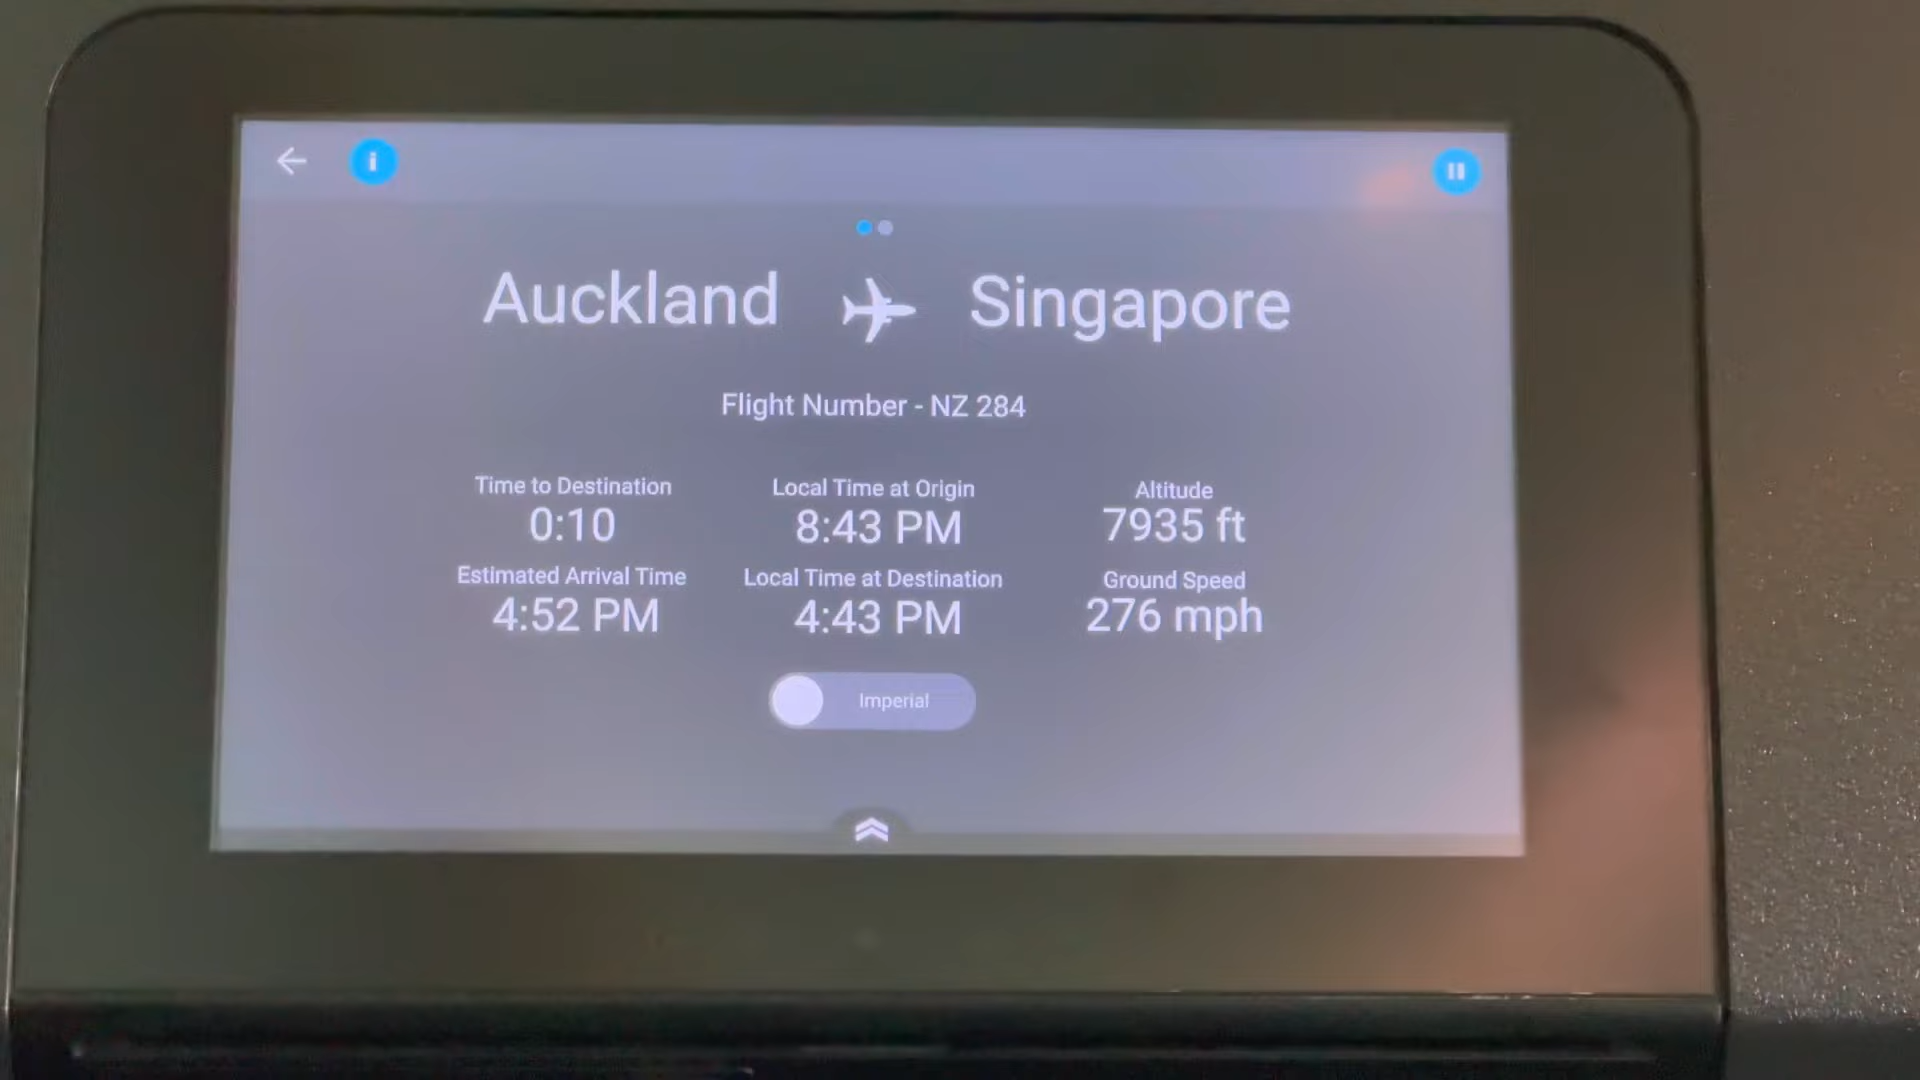 Auckland Singapore
Flight Number - NZ 284
Time to Destination Local Time at Origin Altitude
0:10 8:43 PM 7935 ft
Estimated Arrival Time Local Time at Destination Ground Speed
4:52 PM 4:43 PM 276 mph
Imperial